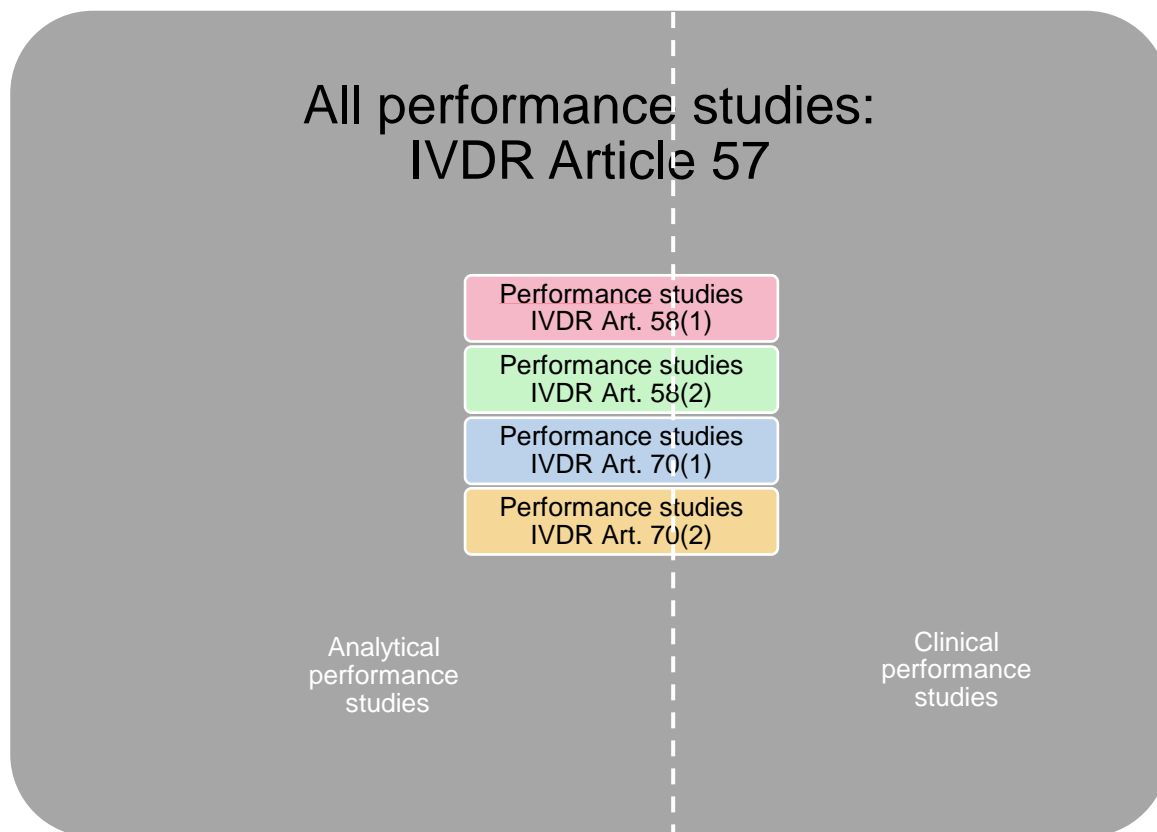 All performance studies:
IVDR Article 57
Performance studies
IVDR Art. 58(1)
Performance studies
IVDR Art. 58(2)
Performance studies
IVDR Art. 70(1)
Performance studies
IVDR Art. 70(2)
Analytical
performance
studies
Clinical
performance
studies